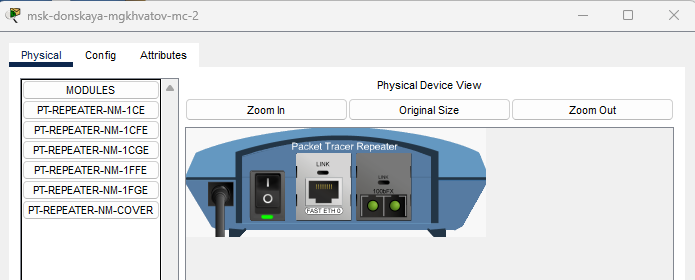 msk-donskaya-mgkhvatov-mc-2
Physical Config Attributes
MODULES
PT-REPEATER-NM-1CE
PT-REPEATER-NM-1CFE
PT-REPEATER-NM-1CGE
PT-REPEATER-NM-1FFE
PT-REPEATER-NM-1FGE
PT-REPEATER-NM-COVER
Physical Device View
Zoom In Original Size Zoom Out
Packet Tracer Repeater
LINK
LINK
100bFX
FAST ETH 0